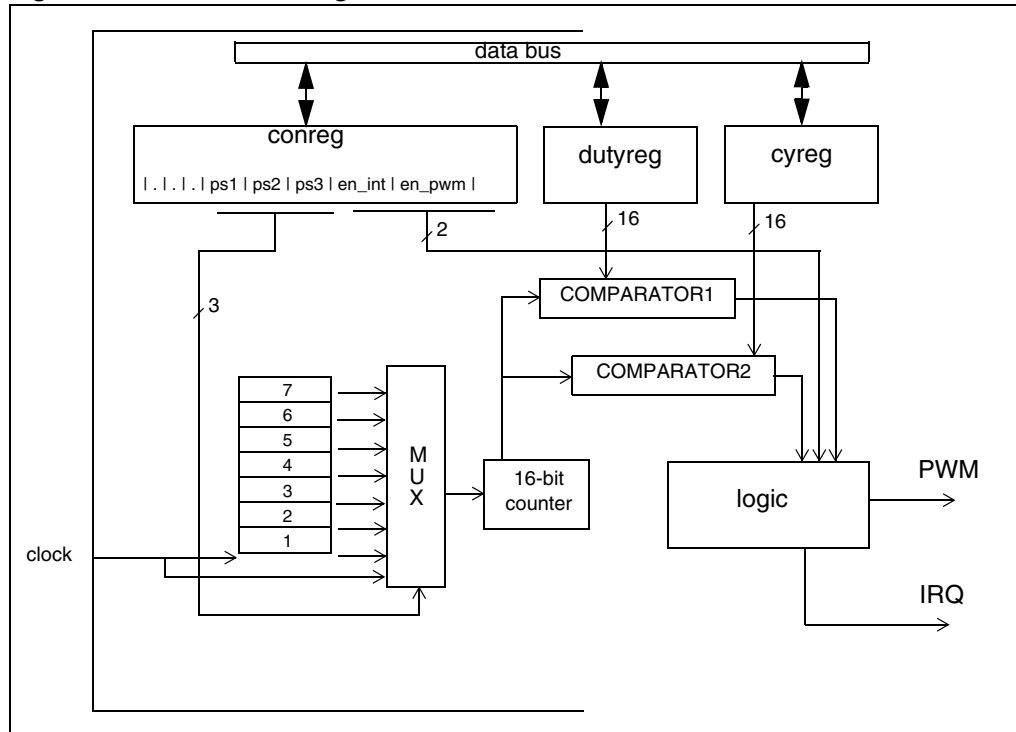 data bus
conreg
| . | . | . | ps1 | ps2 | ps3 | en_int | en_pwm |
dutyreg
cyreg
2
16
16
3
COMPARATOR1
COMPARATOR2
7
6
5
4
3
2
1
M
U
X
16-bit
counter
logic
PWM
IRQ
clock